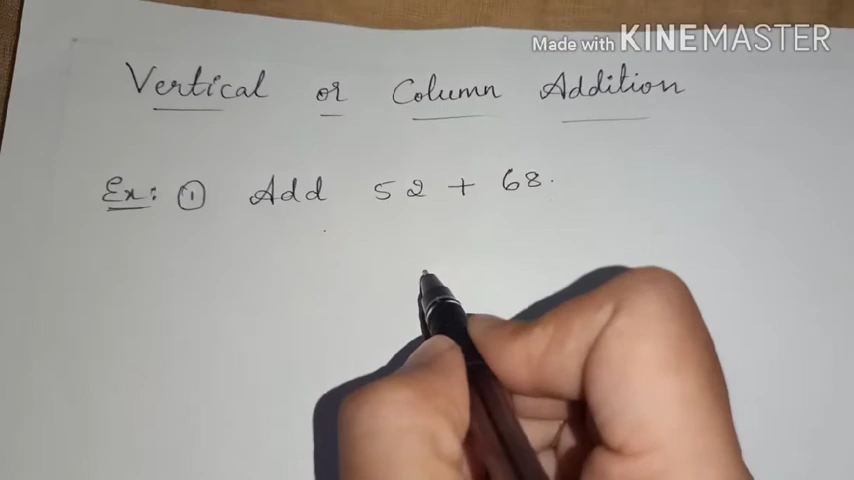 Made with KINEMASTER
Vertical or Column Addition
Ex: ① Add 52 + 68.